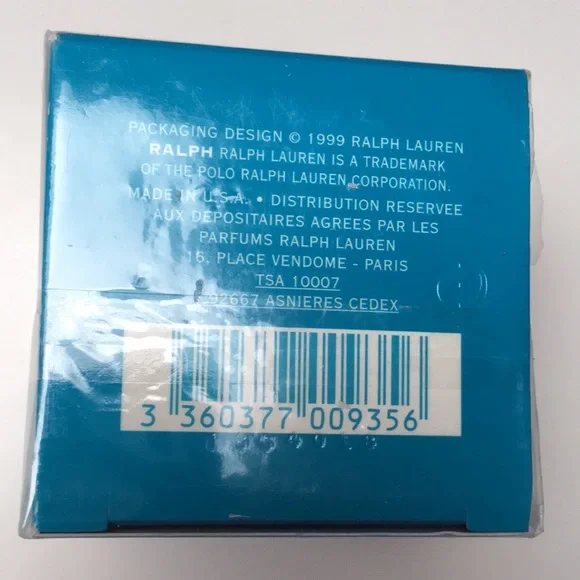 PACKAGING DESIGN © 1999 RALPH LAUREN
RALPH RALPH LAUREN IS A TRADEMARK
OF THE POLO RALPH LAUREN CORPORATION.
MADE IN U.S.A. • DISTRIBUTION RESERVEE
AUX DEPOSITAIRES AGREES PAR LES
PARFUMS RALPH LAUREN
16, PLACE VENDOME - PARIS
TSA 10007
92667 ASNIERES CEDEX
3 360377 009356